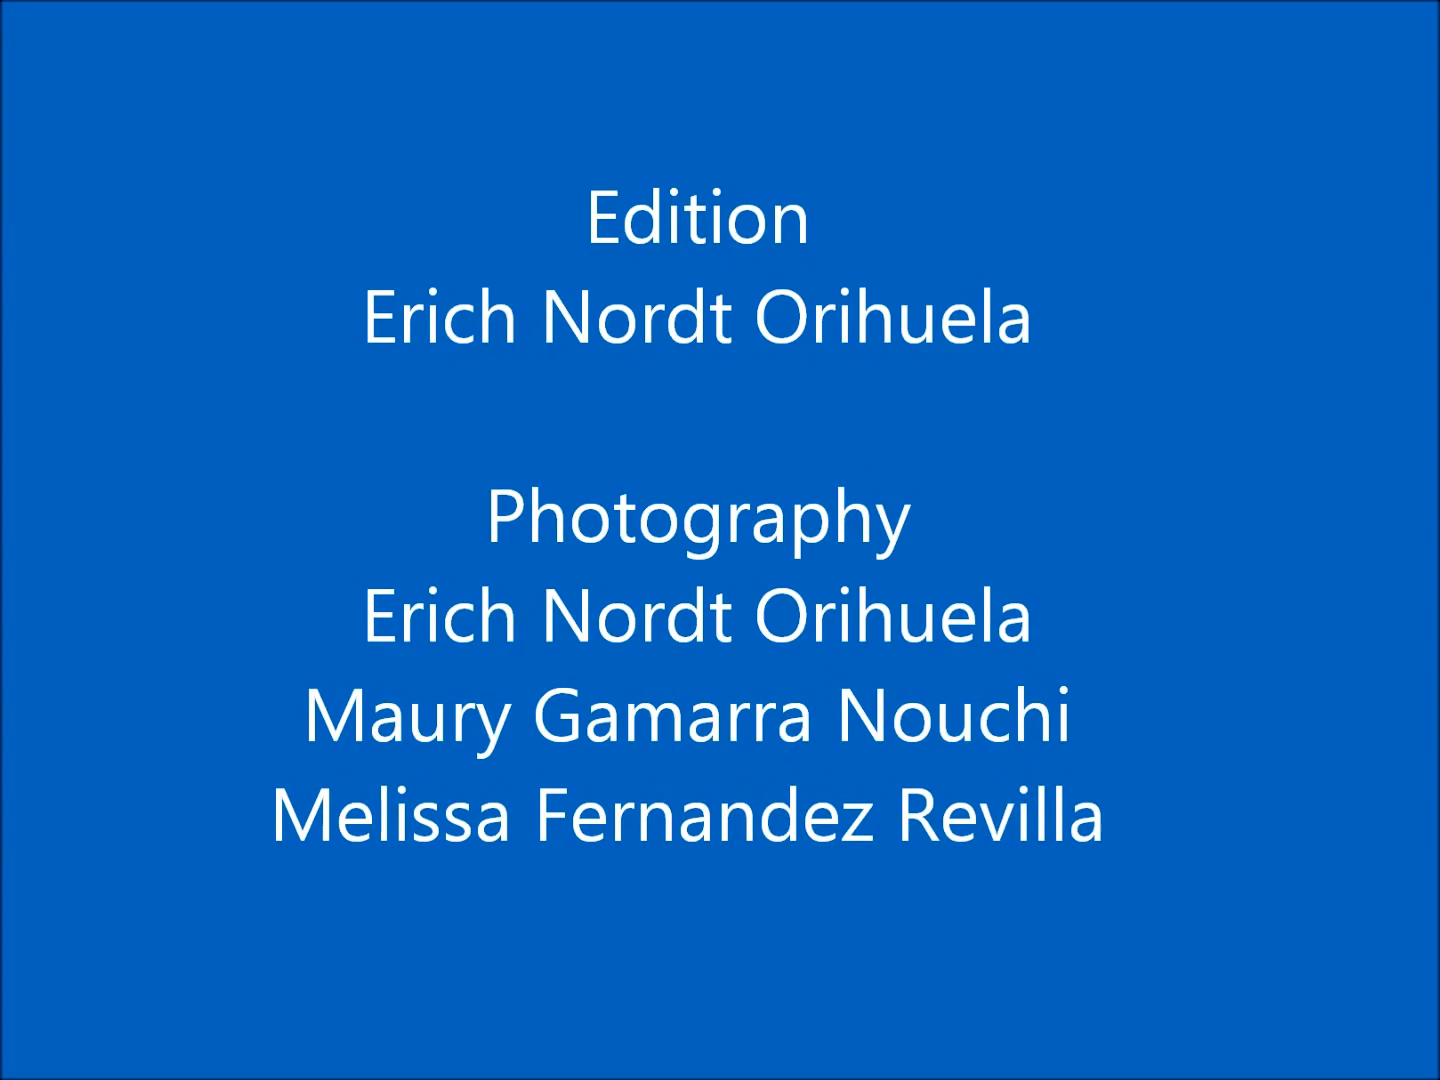 Edition
Erich Nordt Orihuela
Photography
Erich Nordt Orihuela
Maury Gamarra Nouchi
Melissa Fernandez Revilla